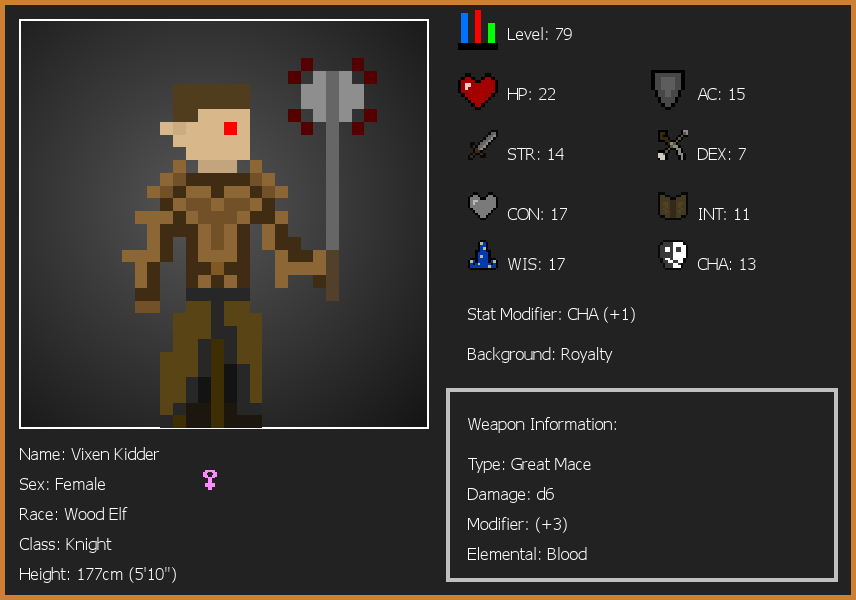 Level: 79
HP: 22
AC: 15
STR: 14
DEX: 7
CON: 17
INT: 11
WIS: 17
CHA: 13
Stat Modifier: CHA (+1)
Background: Royalty
Weapon Information:
Type: Great Mace
Damage: d6
Modifier: (+3)
Elemental: Blood
Name: Vixen Kidder
Sex: Female
Race: Wood Elf
Class: Knight
Height: 177cm (5'10")